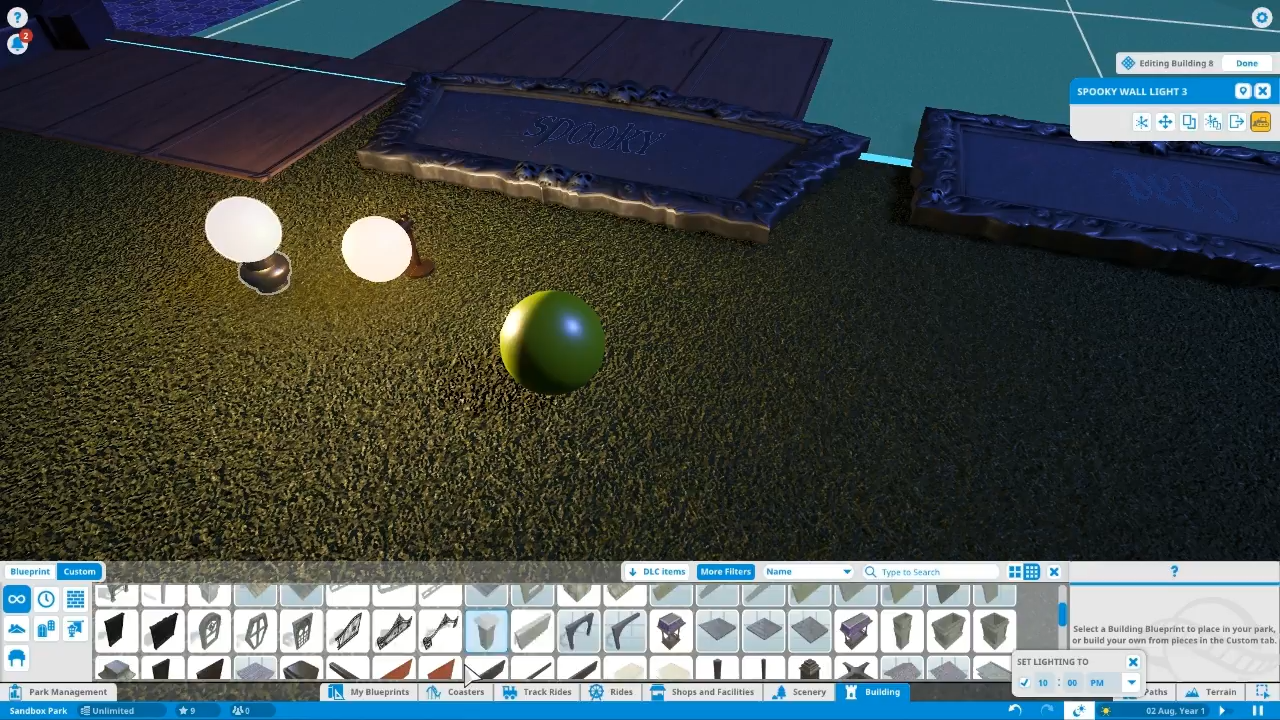 ?
2
Editing Building 8 Done
SPOOKY WALL LIGHT 3
SPOOKY
Blueprint Custom
DLC items More Filters Name Type to Search
?
Select a Building Blueprint to place in your park,
or build your own from pieces in the Custom tab.
SET LIGHTING TO
10 : 00 PM
Park Management My Blueprints Coasters Track Rides Rides Shops and Facilities Scenery Building Paths Terrain
Sandbox Park Unlimited 9 0 02 Aug, Year 1